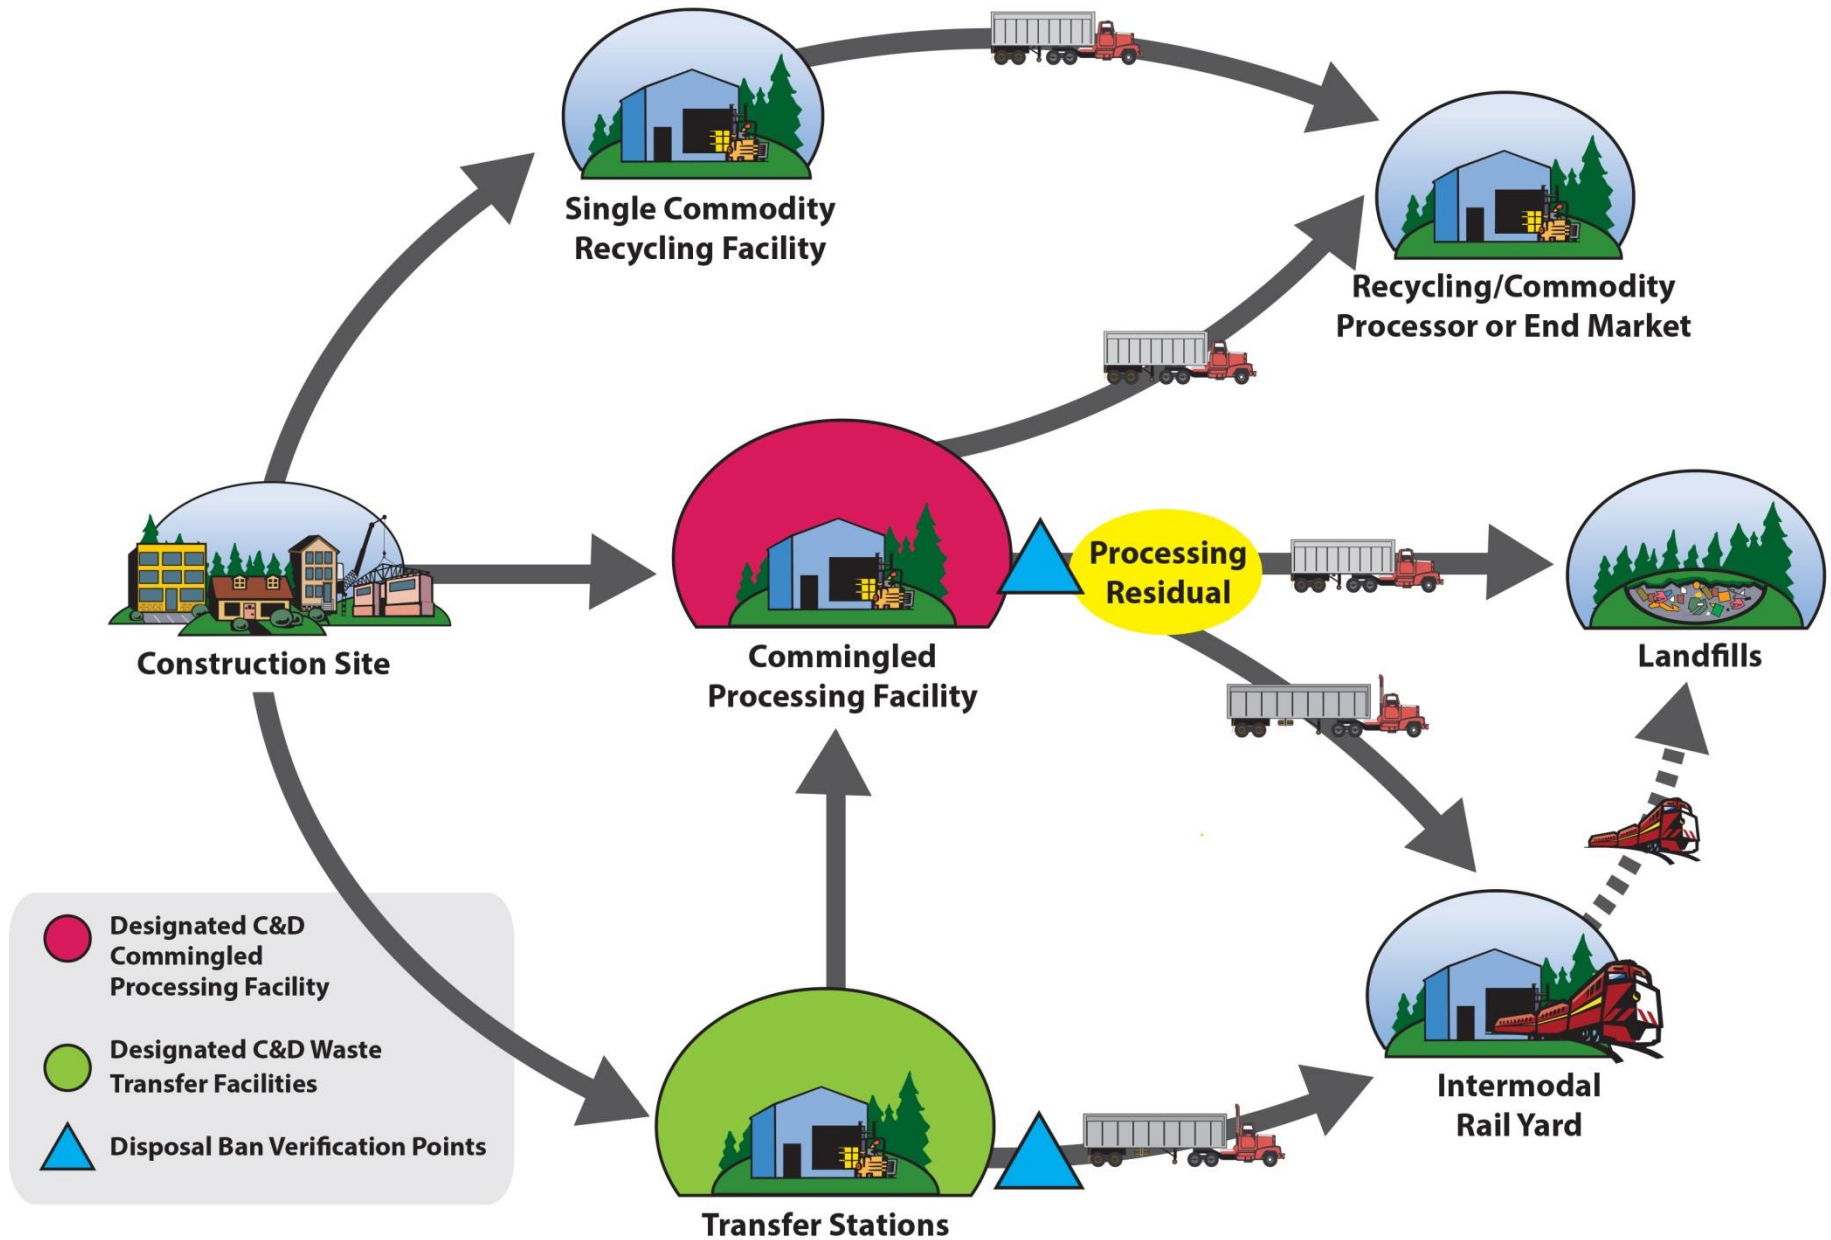 Single Commodity
Recycling Facility
Recycling/Commodity
Processor or End Market
Construction Site
Commingled
Processing Facility
Processing
Residual
Landfills
Designated C&D
Commingled
Processing Facility
Designated C&D Waste
Transfer Facilities
Disposal Ban Verification Points
Transfer Stations
Intermodal
Rail Yard